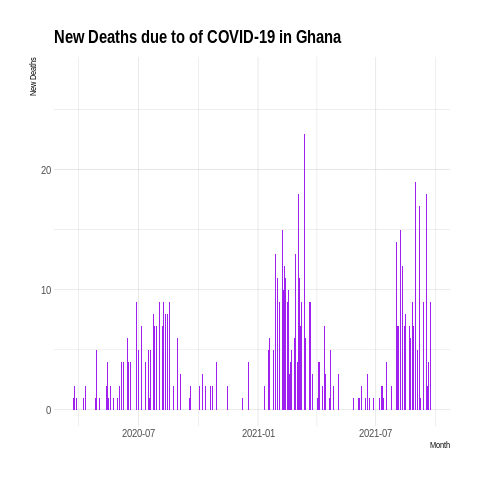 New Deaths due to of COVID-19 in Ghana
New Deaths
20
10
0
2020-07
2021-01
2021-07
Month